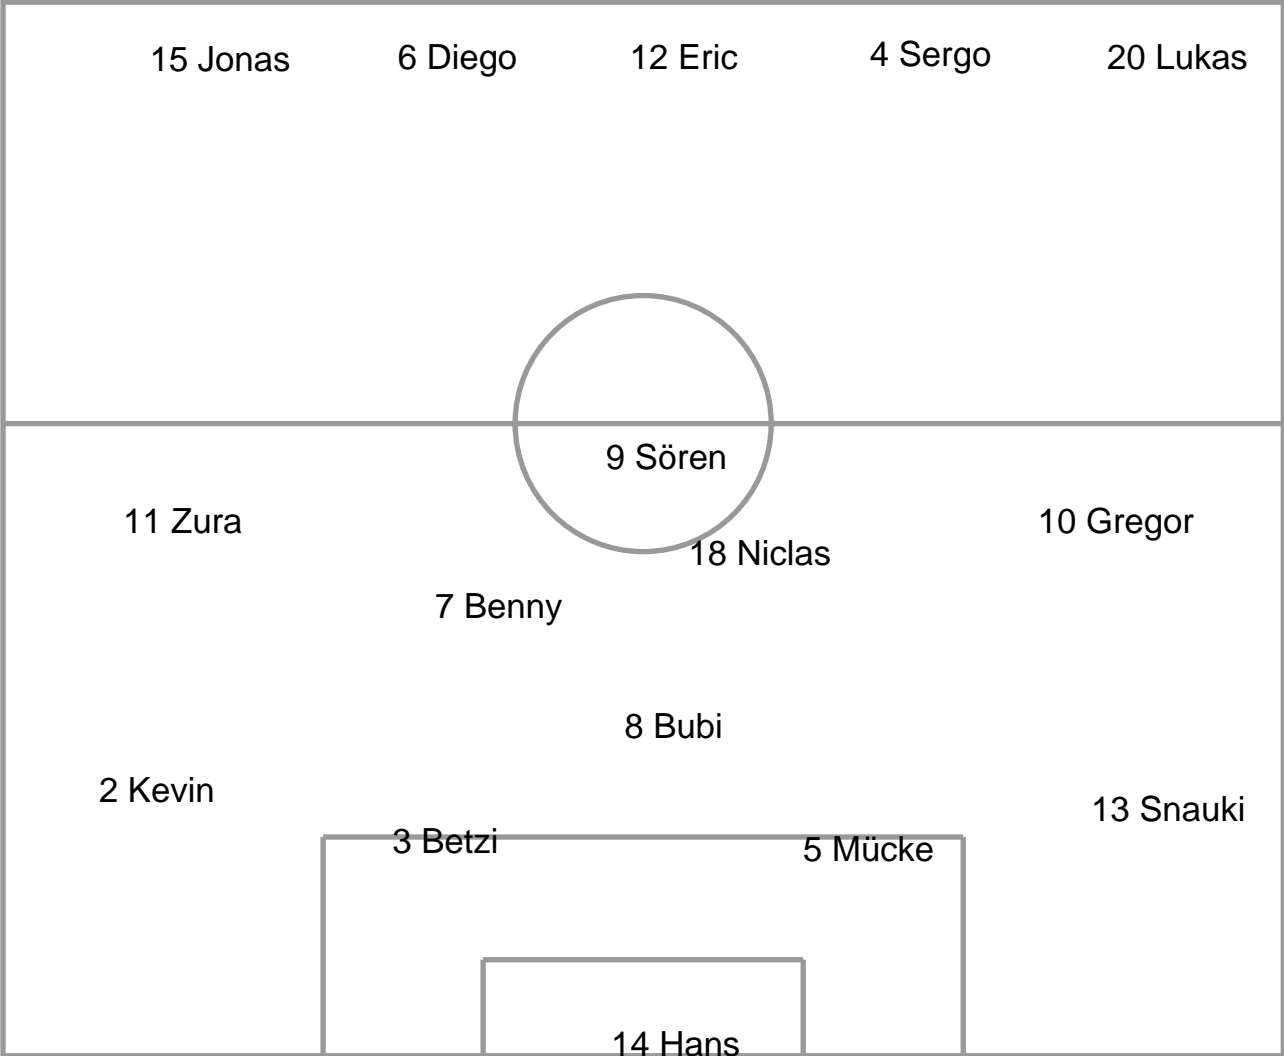 15 Jonas
6 Diego
12 Eric
4 Sergo
20 Lukas
9 Sören
11 Zura
10 Gregor
18 Niclas
7 Benny
8 Bubi
2 Kevin
13 Snauki
3 Betzi
5 Mücke
14 Hans